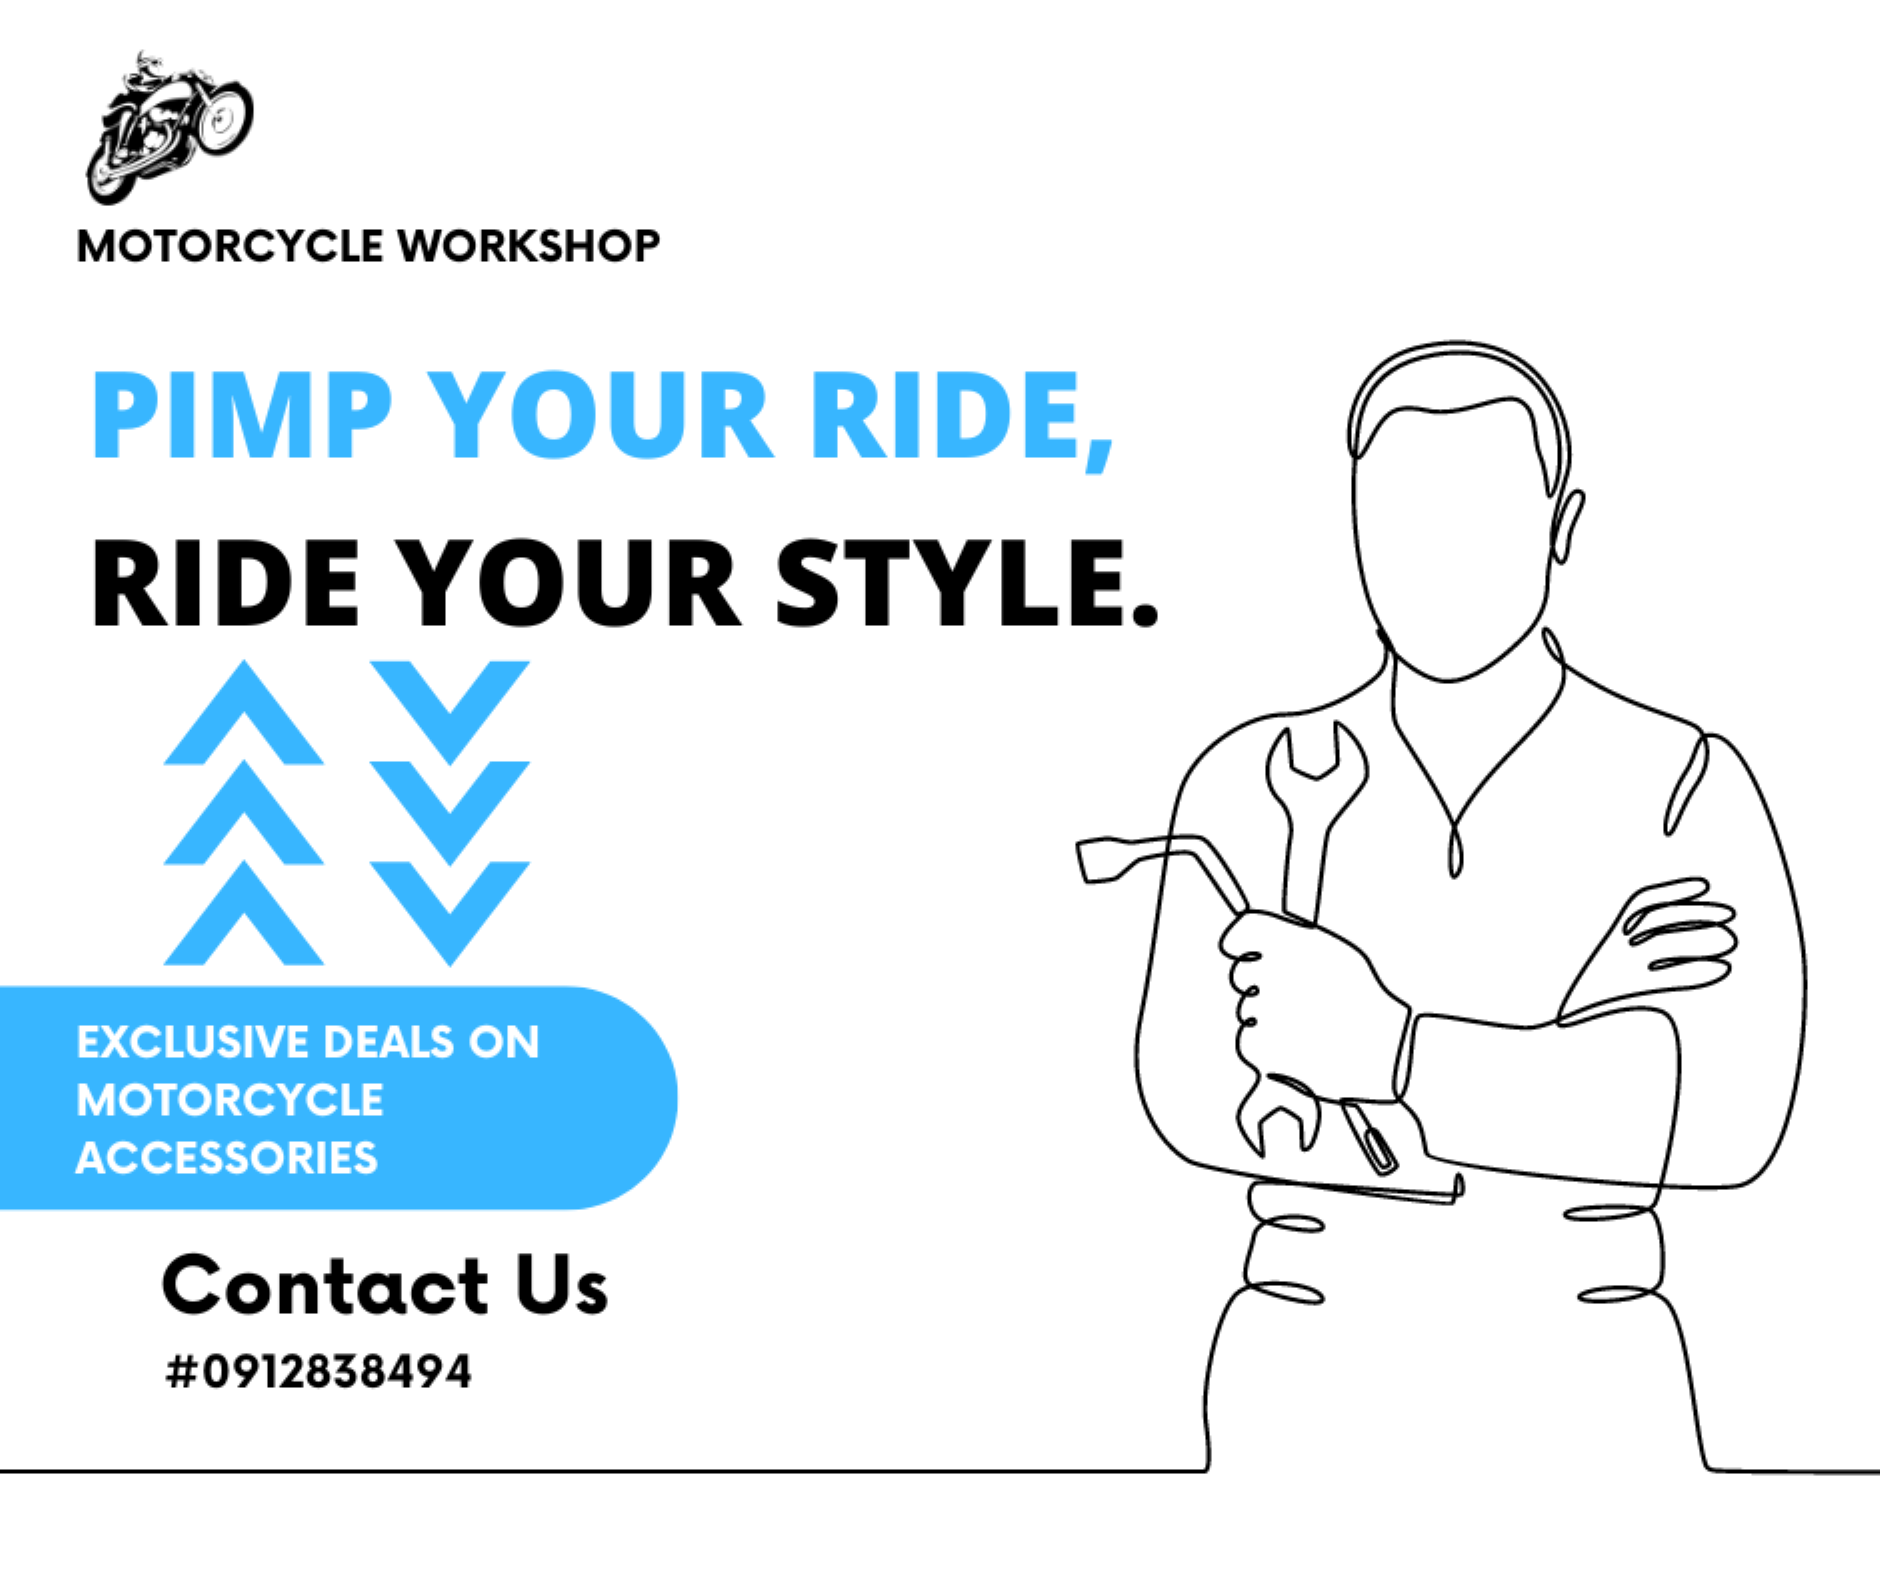 MOTORCYCLE WORKSHOP
PIMP YOUR RIDE,
RIDE YOUR STYLE.
EXCLUSIVE DEALS ON
MOTORCYCLE
ACCESSORIES
Contact Us
#0912838494